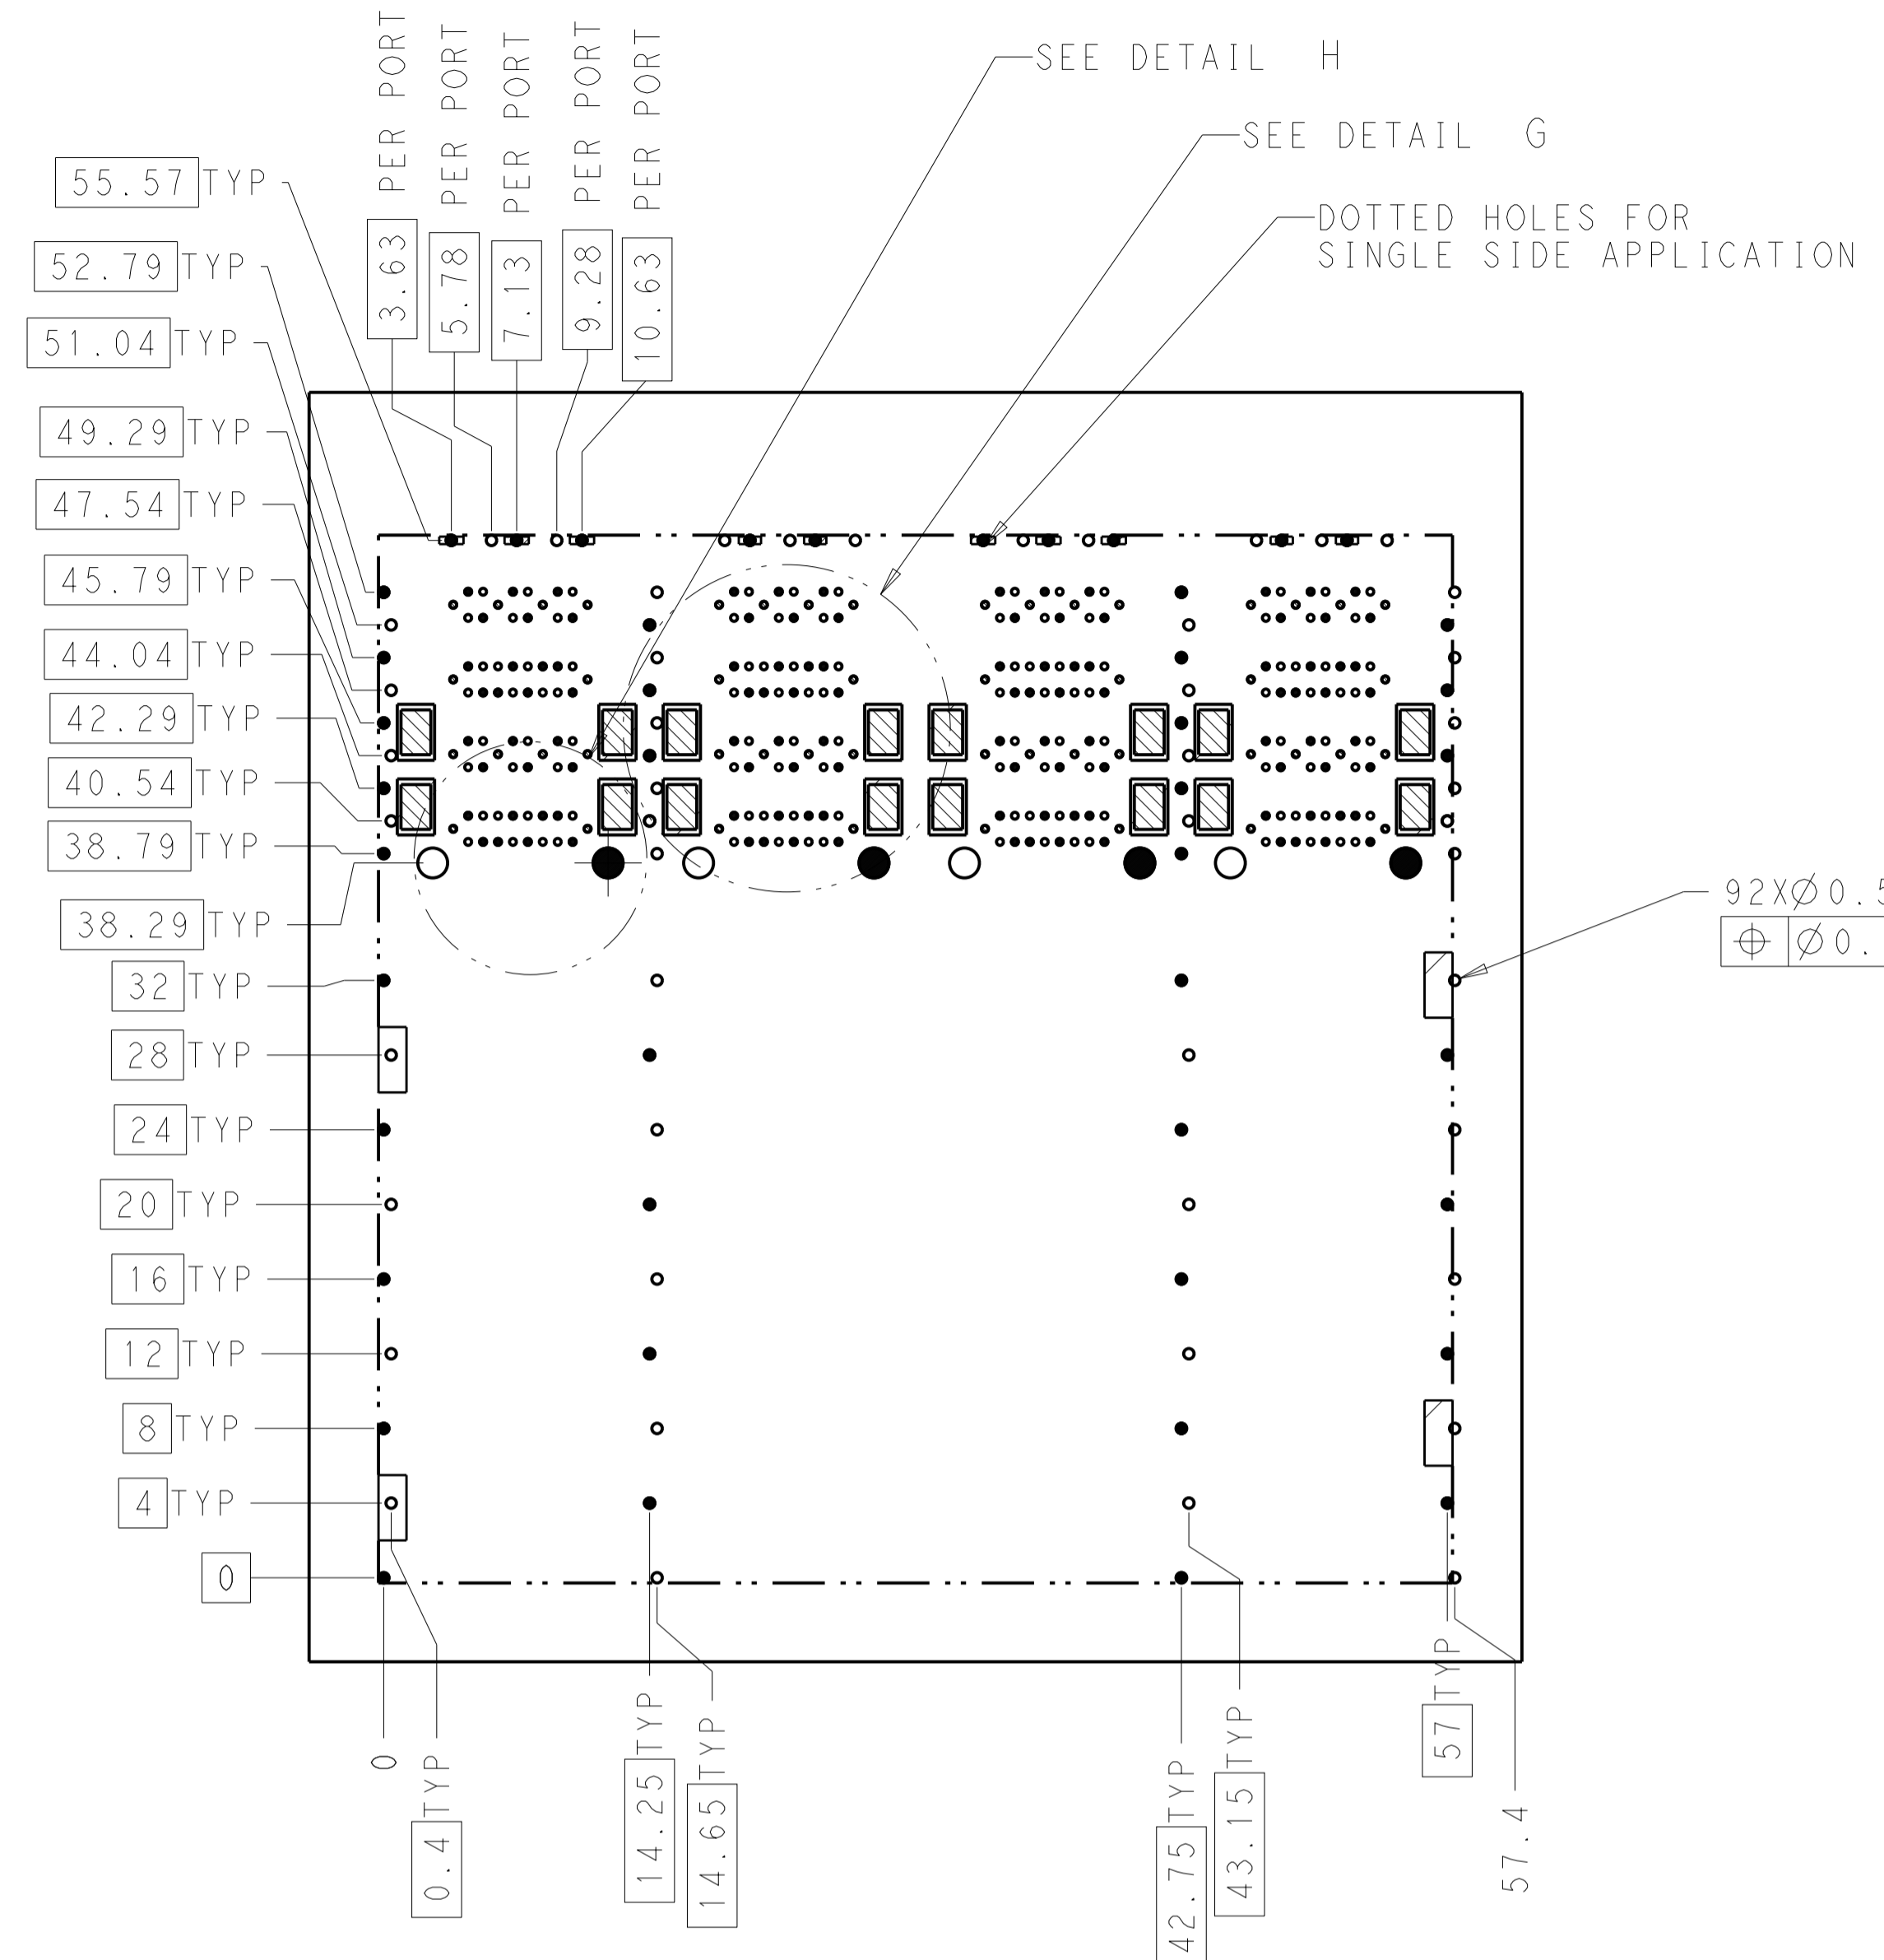 PER PORT
PER PORT
PER PORT
PER PORT
PER PORT
3.63
5.78
7.13
9.28
10.63
SEE DETAIL H
SEE DETAIL G
DOTTED HOLES FOR
SINGLE SIDE APPLICATION
55.57 TYP
52.79 TYP
51.04 TYP
49.29 TYP
47.54 TYP
45.79 TYP
44.04 TYP
42.29 TYP
40.54 TYP
38.79 TYP
38.29 TYP
32 TYP
28 TYP
24 TYP
20 TYP
16 TYP
12 TYP
8 TYP
4 TYP
0
92XØ0.5
⌖ Ø0.
0
0.4 TYP
14.25 TYP
14.65 TYP
42.75 TYP
43.15 TYP
57 TYP
57.4